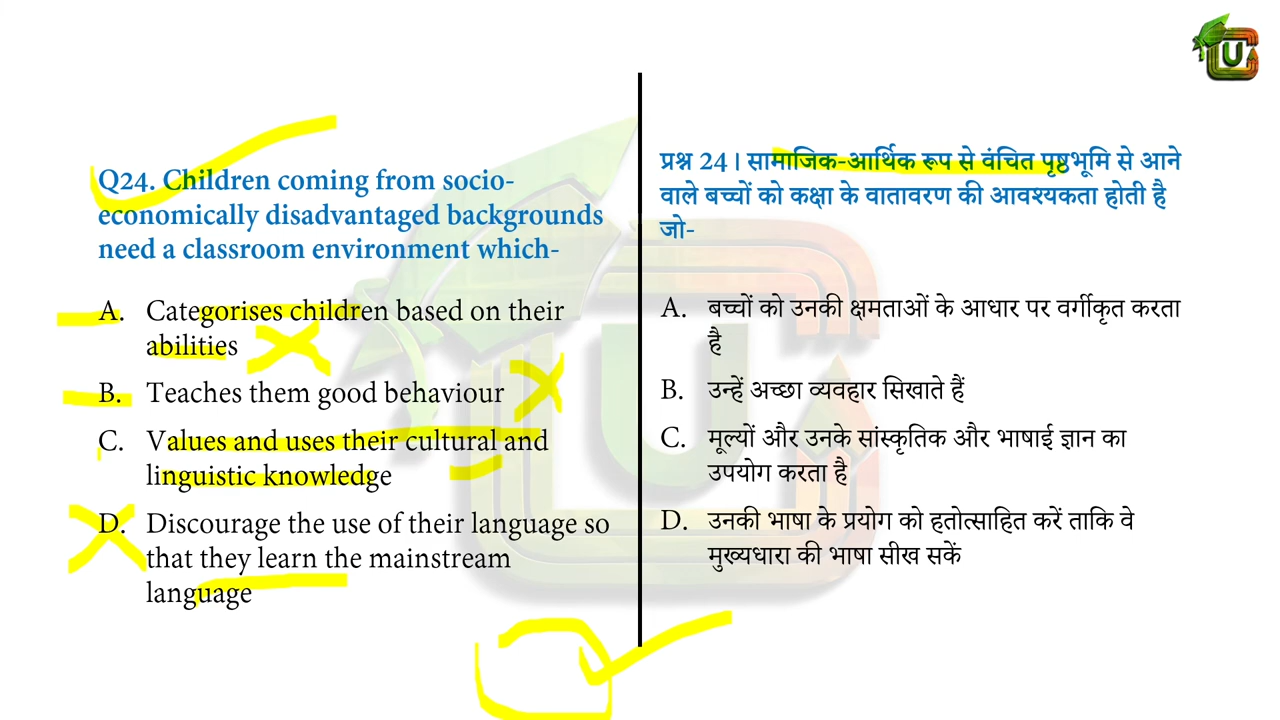 Q24. Children coming from socio-
economically disadvantaged backgrounds
need a classroom environment which-
A. Categorises children based on their
abilities
B. Teaches them good behaviour
C. Values and uses their cultural and
linguistic knowledge
D. Discourage the use of their language so
that they learn the mainstream
language
प्रश्न 24। सामाजिक-आर्थिक रूप से वंचित पृष्ठभूमि से आने
वाले बच्चों को कक्षा के वातावरण की आवश्यकता होती है
जो-
A. बच्चों को उनकी क्षमताओं के आधार पर वर्गीकृत करता
है
B. उन्हें अच्छा व्यवहार सिखाते हैं
C. मूल्यों और उनके सांस्कृतिक और भाषाई ज्ञान का
उपयोग करता है
D. उनकी भाषा के प्रयोग को हतोत्साहित करें ताकि वे
मुख्यधारा की भाषा सीख सकें
U